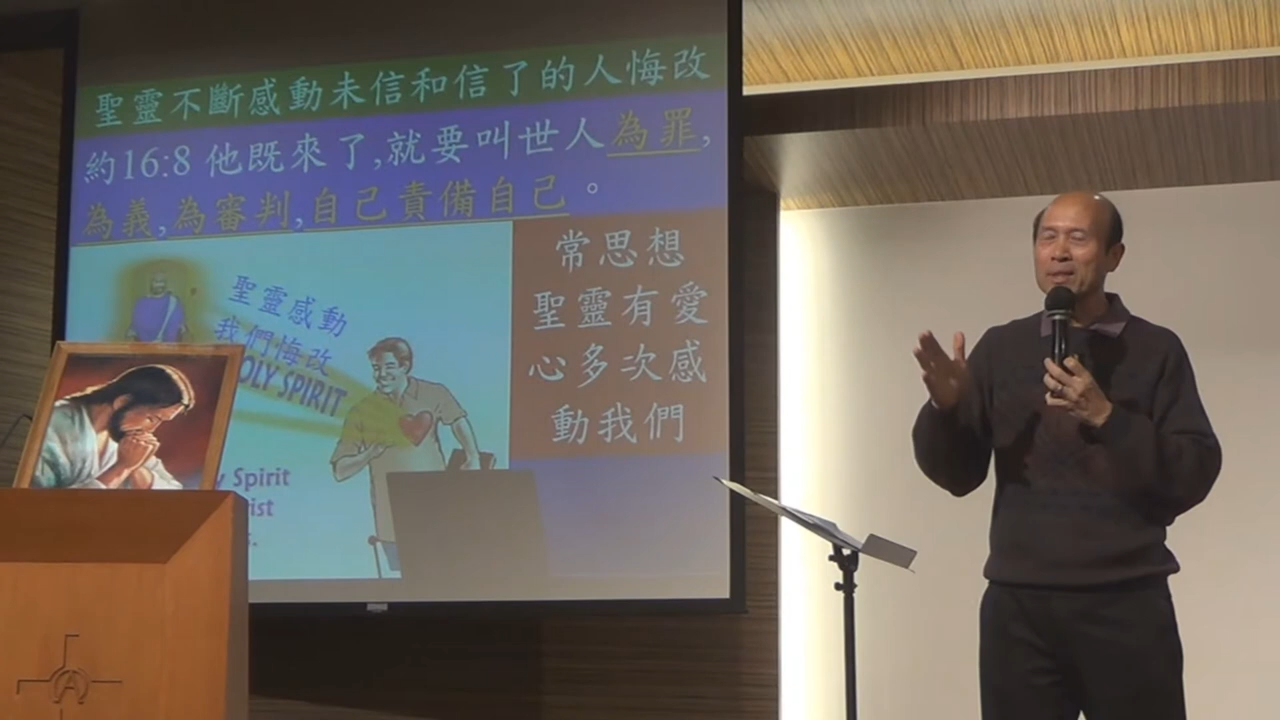 聖靈不斷感動未信和信了的人悔改
約16:8 他既來了,就要叫世人為罪,
為義,為審判,自己責備自己。
常思想
聖靈有愛
心多次感
動我們
聖靈感動
我們悔改
OLY SPIRIT
y Spirit
ist
s.